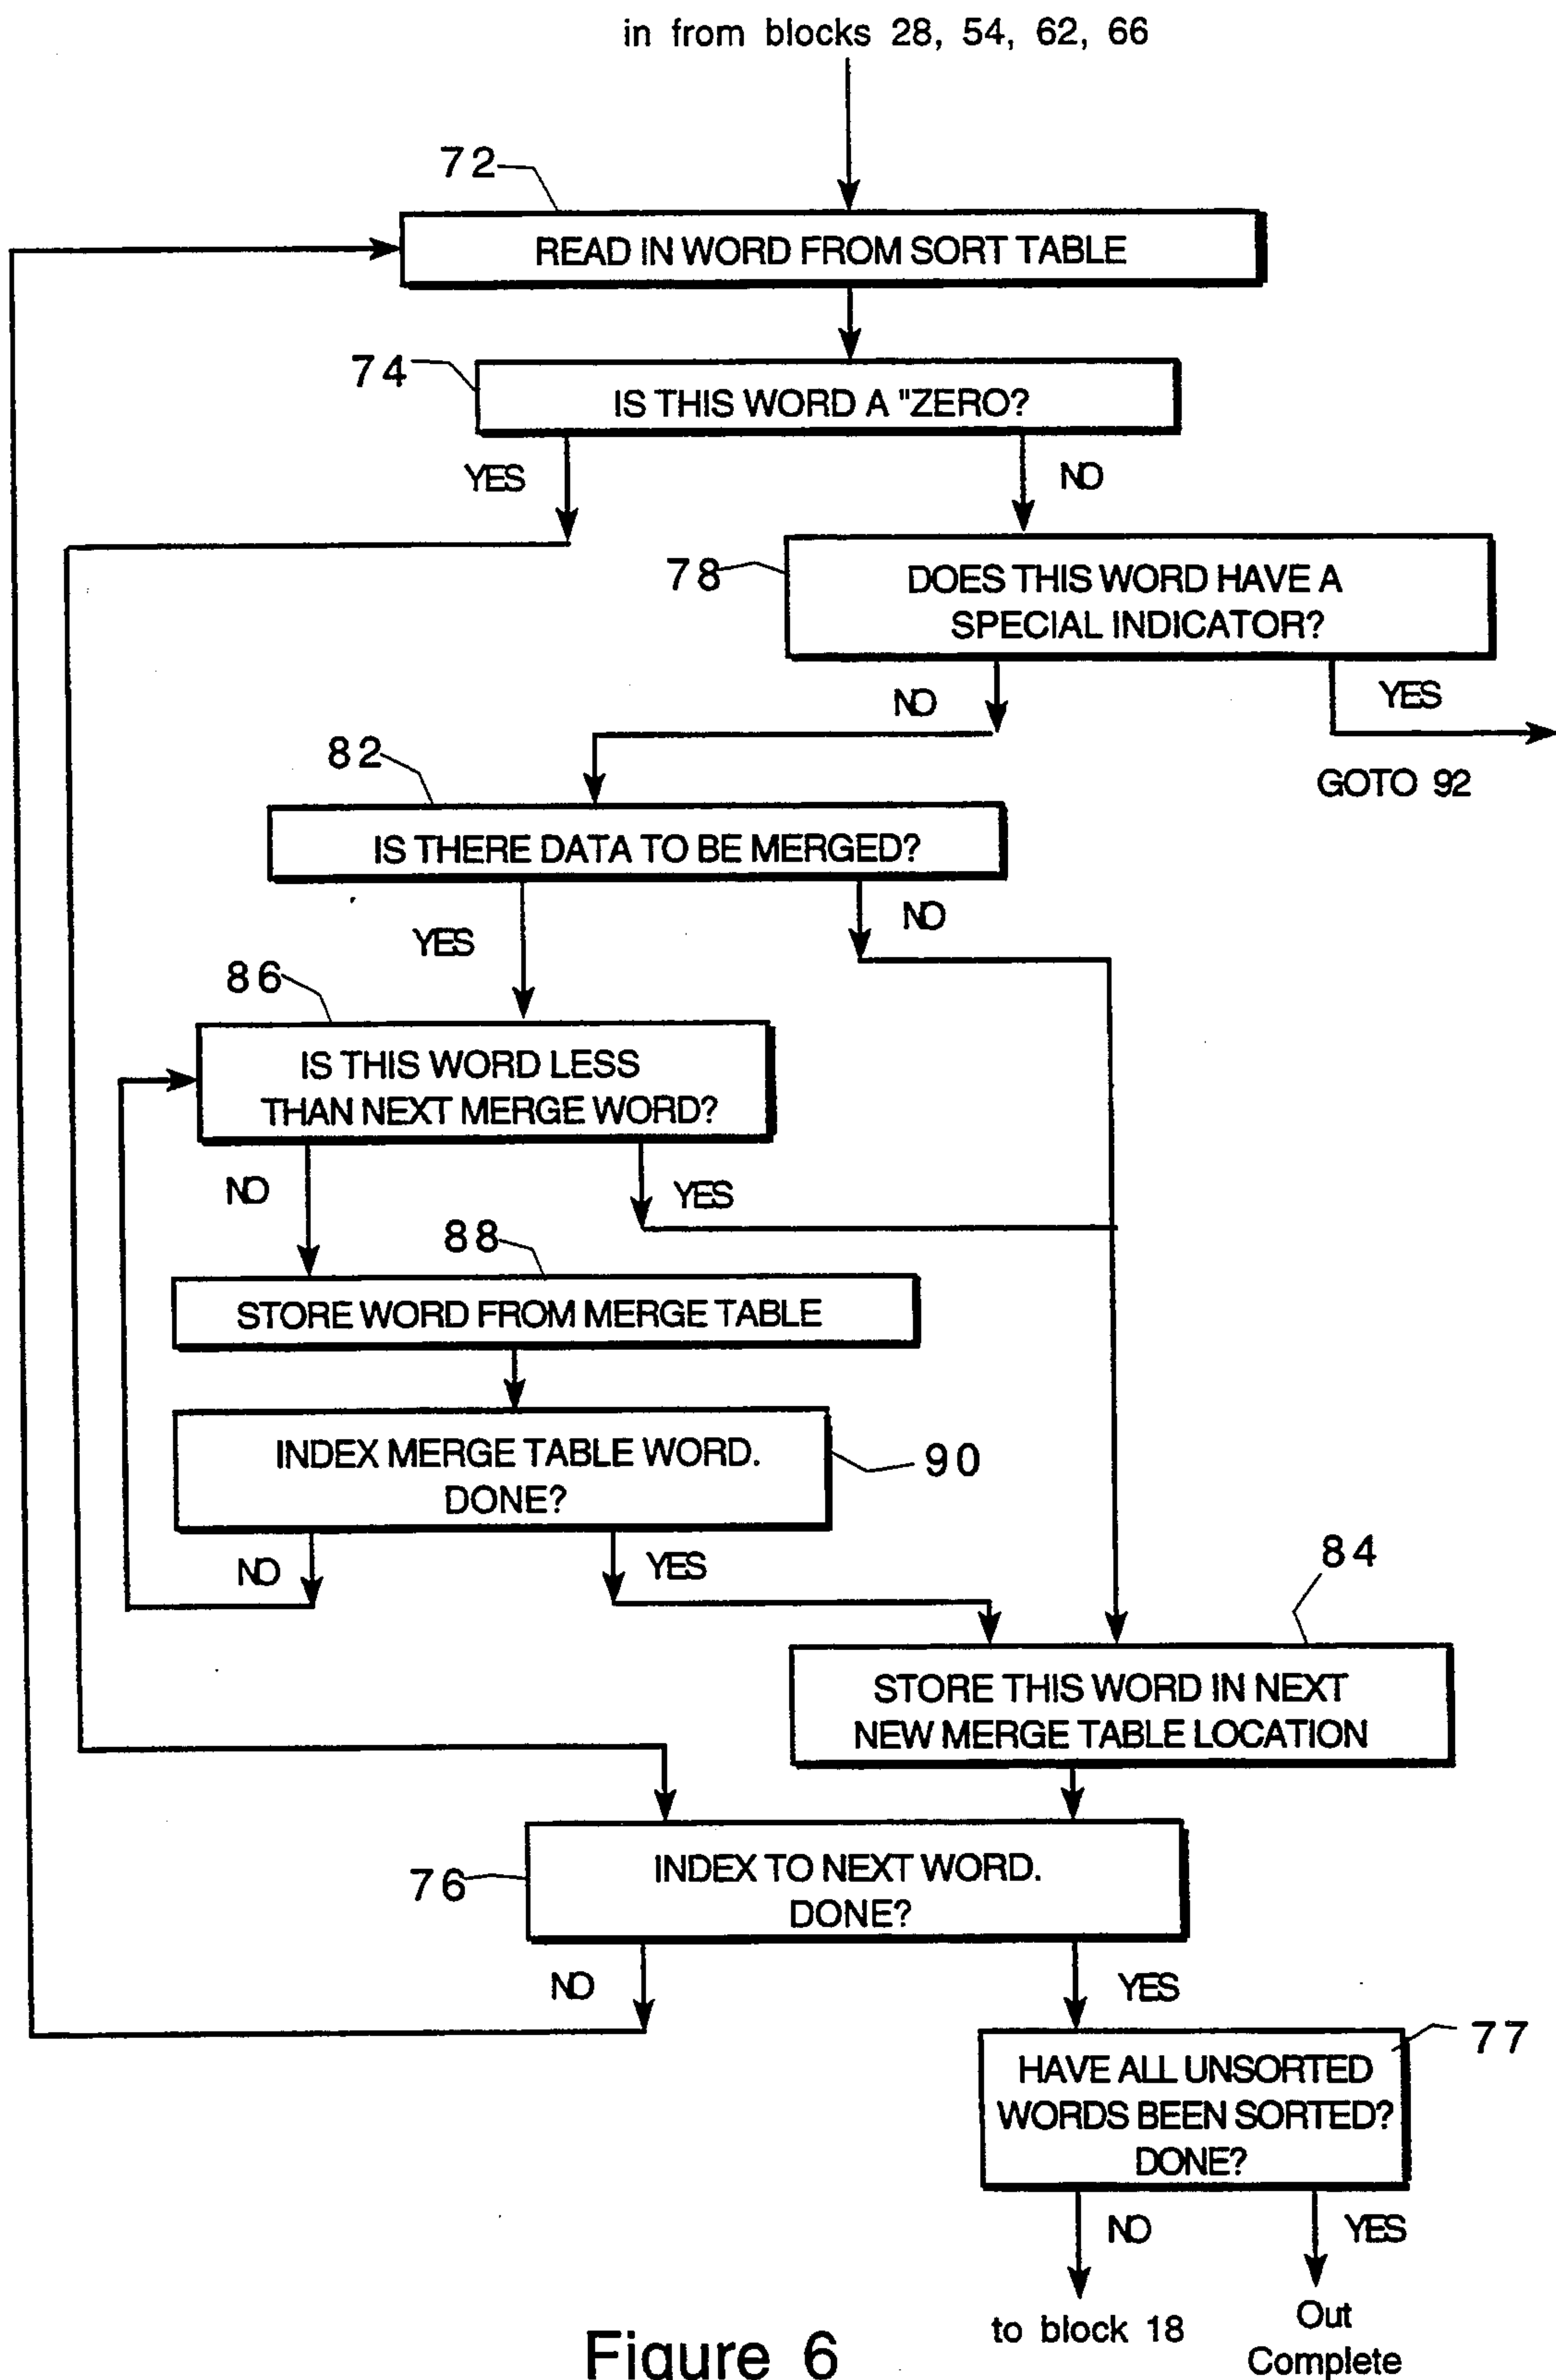 in from blocks 28, 54, 62, 66
72
READ IN WORD FROM SORT TABLE
74
IS THIS WORD A "ZERO?
YES
NO
78
DOES THIS WORD HAVE A
SPECIAL INDICATOR?
NO
YES
GOTO 92
82
IS THERE DATA TO BE MERGED?
YES
NO
86
IS THIS WORD LESS
THAN NEXT MERGE WORD?
NO
YES
88
STORE WORD FROM MERGE TABLE
INDEX MERGE TABLE WORD.
DONE?
90
NO
YES
84
STORE THIS WORD IN NEXT
NEW MERGE TABLE LOCATION
76
INDEX TO NEXT WORD.
DONE?
NO
YES
77
HAVE ALL UNSORTED
WORDS BEEN SORTED?
DONE?
NO
YES
to block 18
Out
Complete
Figure 6